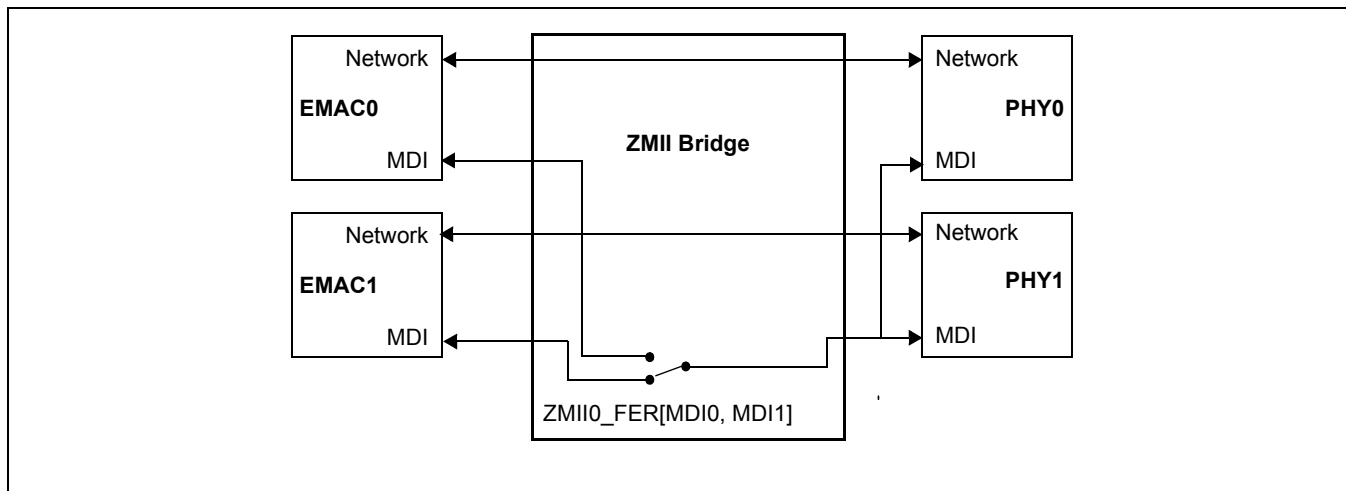 Network
EMAC0
MDI
ZMII Bridge
Network
PHY0
MDI
Network
EMAC1
MDI
ZMII0_FER[MDI0, MDI1]
Network
PHY1
MDI